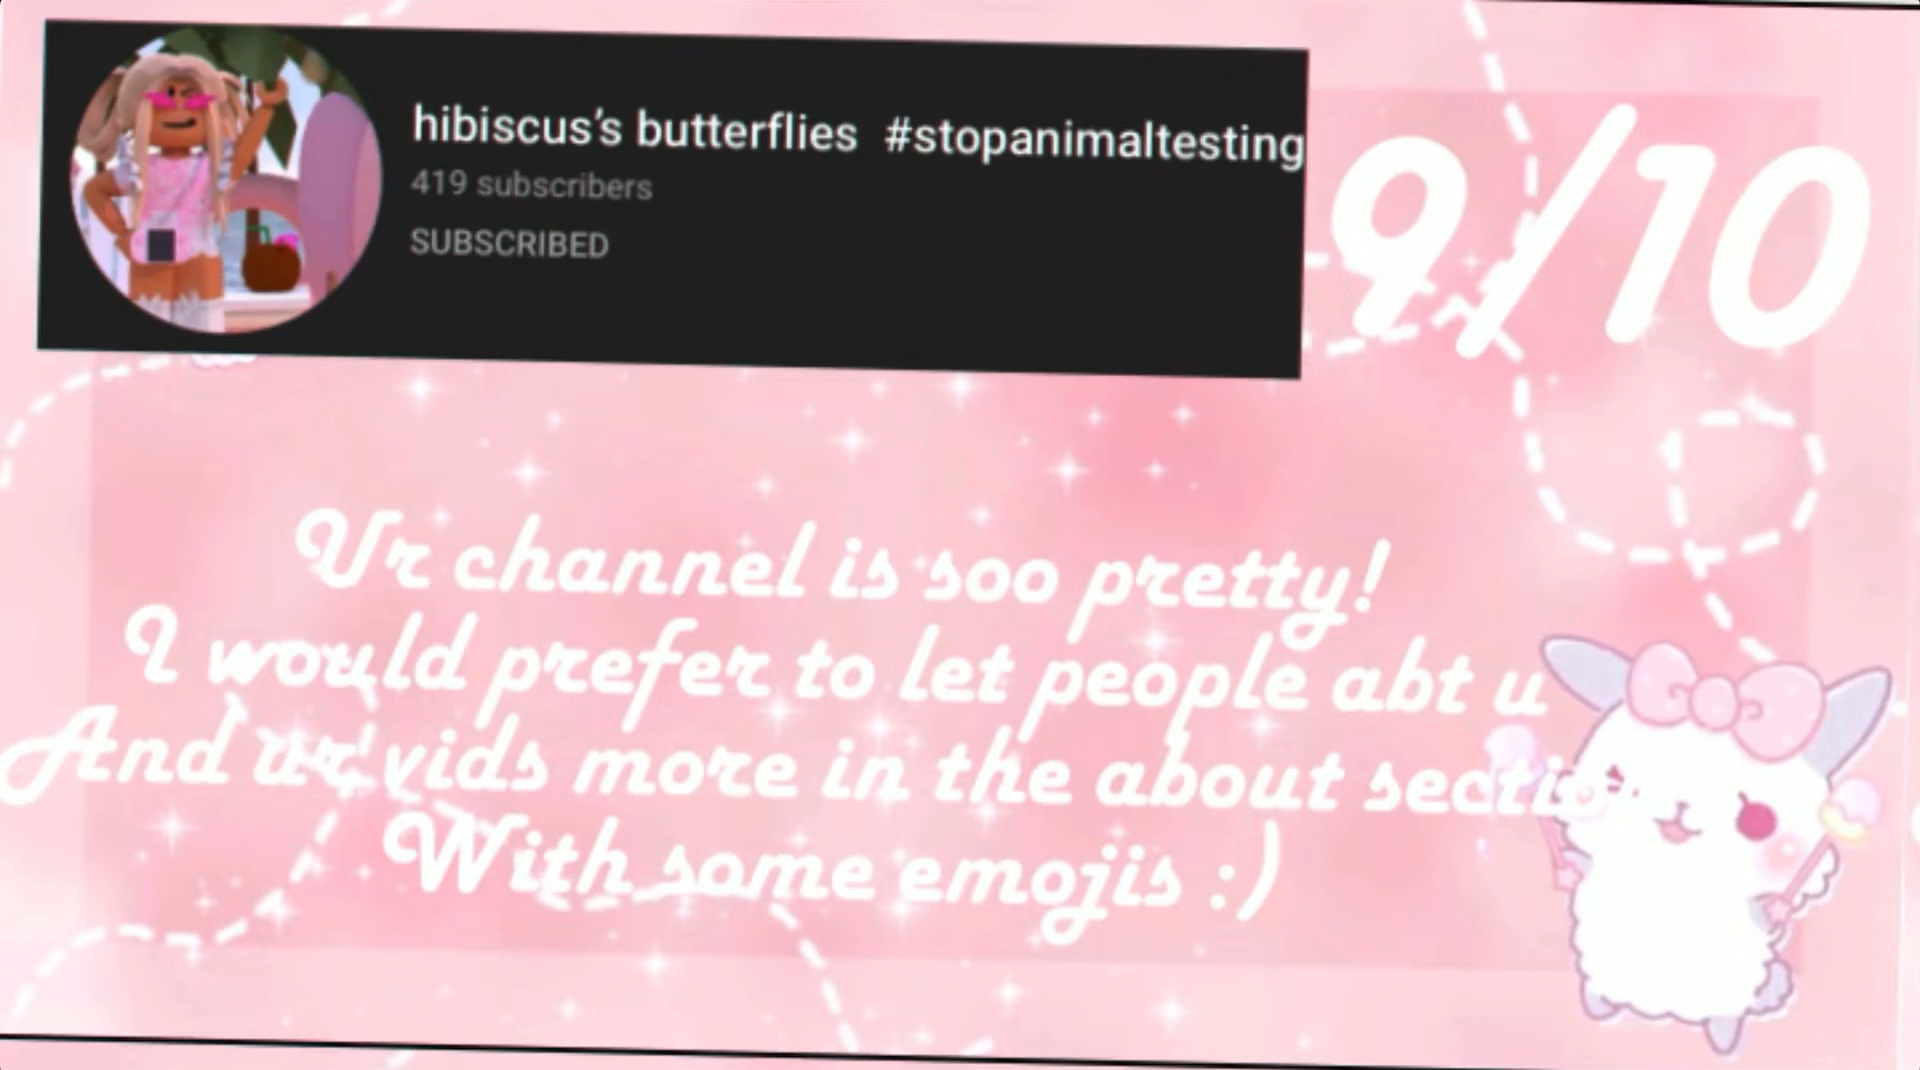 hibiscus’s butterflies #stopanimaltesting
419 subscribers
SUBSCRIBED
9/10
Ur channel is soo pretty!
I would prefer to let people abt u
And ur vids more in the about sectio
With some emojis :)